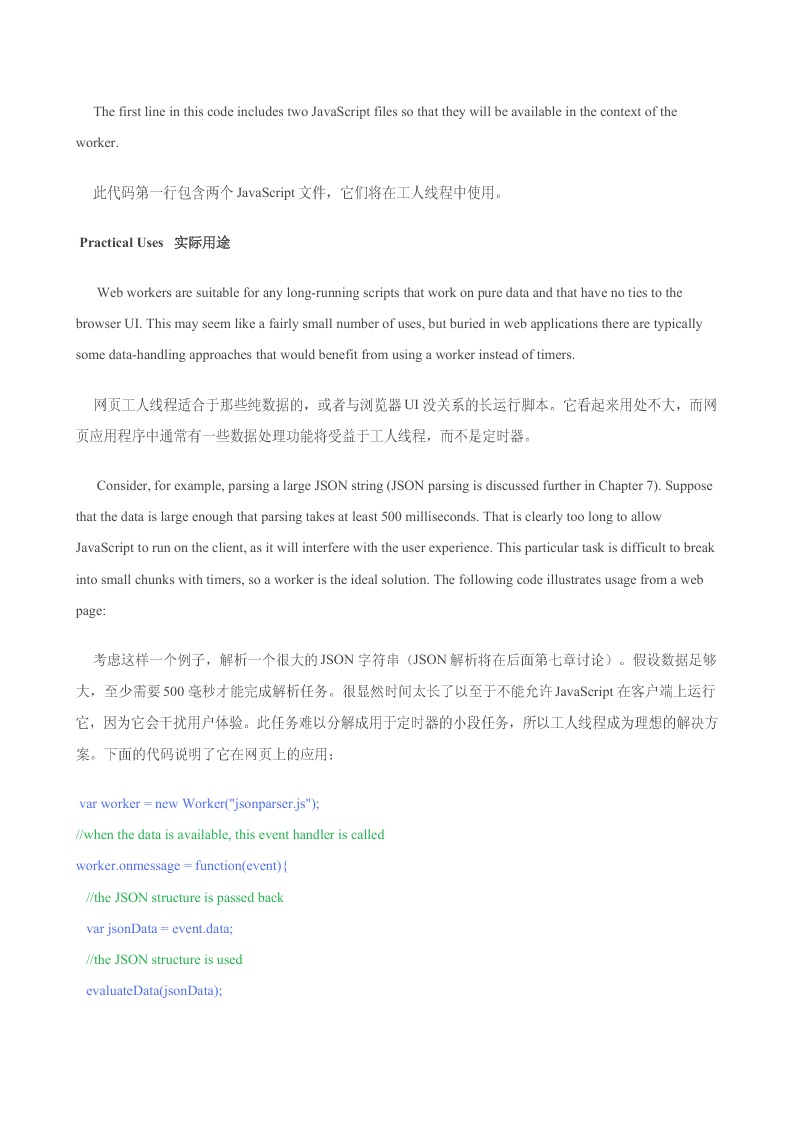 The first line in this code includes two JavaScript files so that they will be available in the context of the
worker.
此代码第一行包含两个 JavaScript 文件，它们将在工人线程中使用。
Practical Uses 实际用途
Web workers are suitable for any long-running scripts that work on pure data and that have no ties to the
browser UI. This may seem like a fairly small number of uses, but buried in web applications there are typically
some data-handling approaches that would benefit from using a worker instead of timers.
网页工人线程适合于那些纯数据的，或者与浏览器 UI 没关系的长运行脚本。它看起来用处不大，而网
页应用程序中通常有一些数据处理功能将受益于工人线程，而不是定时器。
Consider, for example, parsing a large JSON string (JSON parsing is discussed further in Chapter 7). Suppose
that the data is large enough that parsing takes at least 500 milliseconds. That is clearly too long to allow
JavaScript to run on the client, as it will interfere with the user experience. This particular task is difficult to break
into small chunks with timers, so a worker is the ideal solution. The following code illustrates usage from a web
page:
考虑这样一个例子，解析一个很大的 JSON 字符串（JSON 解析将在后面第七章讨论）。假设数据足够
大，至少需要 500 毫秒才能完成解析任务。很显然时间太长了以至于不能允许 JavaScript 在客户端上运行
它，因为它会干扰用户体验。此任务难以分解成用于定时器的小段任务，所以工人线程成为理想的解决方
案。下面的代码说明了它在网页上的应用：
var worker = new Worker("jsonparser.js");
//when the data is available, this event handler is called
worker.onmessage = function(event){
//the JSON structure is passed back
var jsonData = event.data;
//the JSON structure is used
evaluateData(jsonData);